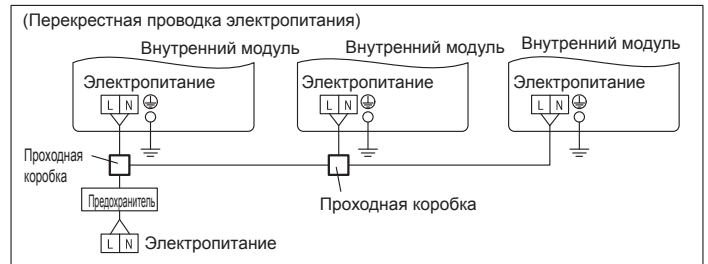 (Перекрестная проводка электропитания)
Внутренний модуль Внутренний модуль Внутренний модуль
Электропитание Электропитание Электропитание
L N L N L N
Проходная
коробка
Проходная коробка
Предохранитель
L N Электропитание